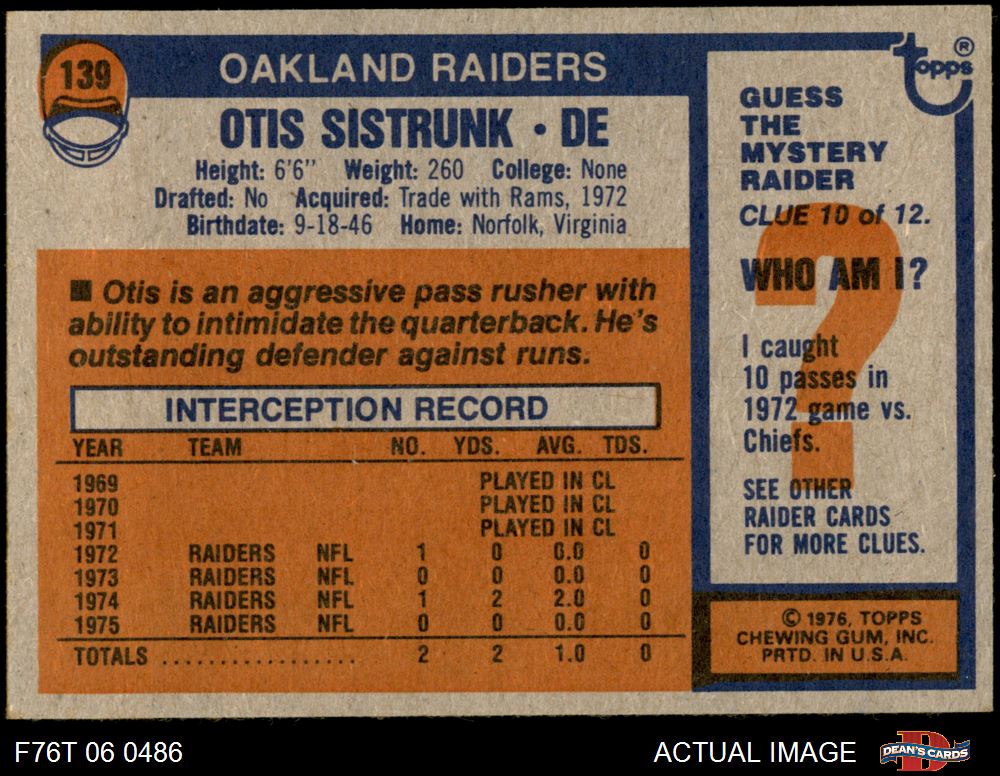 139
OAKLAND RAIDERS
OTIS SISTRUNK • DE
Height: 6'6" Weight: 260 College: None
Drafted: No Acquired: Trade with Rams, 1972
Birthdate: 9-18-46 Home: Norfolk, Virginia
■ Otis is an aggressive pass rusher with
ability to intimidate the quarterback. He's
outstanding defender against runs.
INTERCEPTION RECORD
YEAR TEAM NO. YDS. AVG. TDS.
1969 PLAYED IN CL
1970 PLAYED IN CL
1971 PLAYED IN CL
1972 RAIDERS NFL 1 0 0.0 0
1973 RAIDERS NFL 0 0 0.0 0
1974 RAIDERS NFL 1 2 2.0 0
1975 RAIDERS NFL 0 0 0.0 0
TOTALS .................. 2 2 1.0 0
topps ®
GUESS
THE
MYSTERY
RAIDER
CLUE 10 of 12.
?
WHO AM I?
I caught
10 passes in
1972 game vs.
Chiefs.
SEE OTHER
RAIDER CARDS
FOR MORE CLUES.
© 1976, TOPPS
CHEWING GUM, INC.
PRTD. IN U.S.A.
F76T 06 0486
ACTUAL IMAGE
D
DEAN'S CARDS